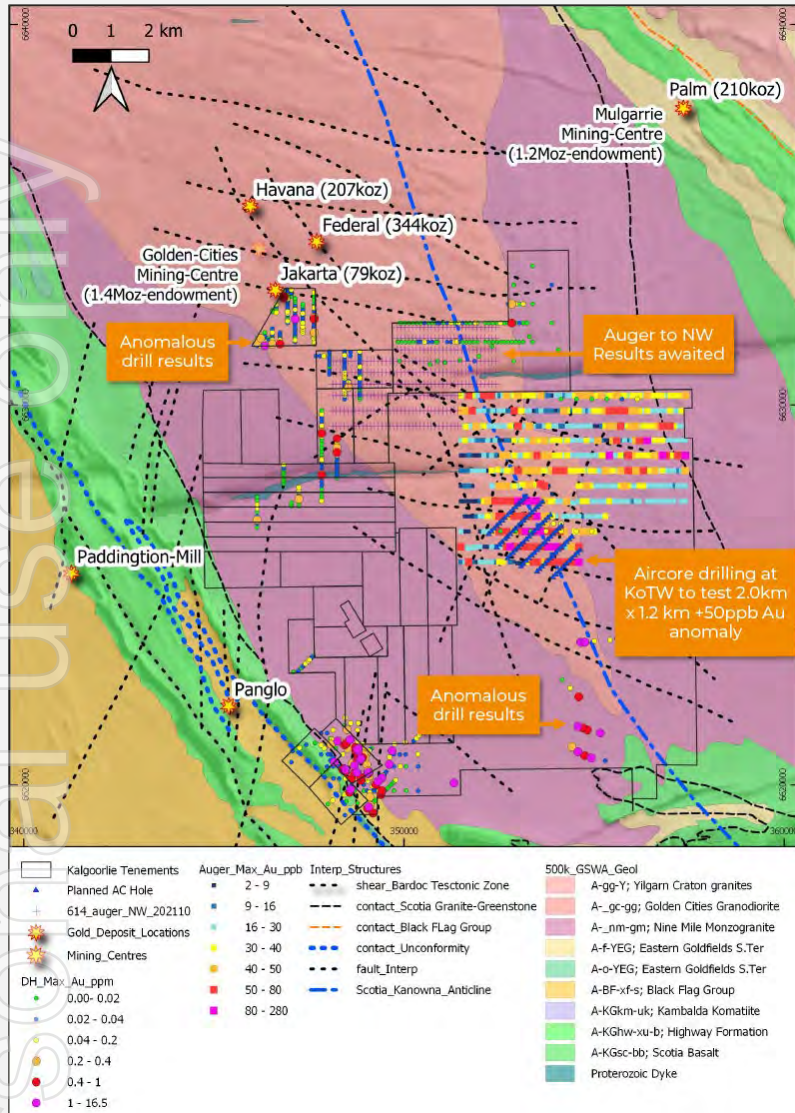 6640000
6640000
0 1 2 km
Palm (210koz)
Mulgarrie
Mining-Centre
(1.2Moz-endowment)
Havana (207koz)
Federal (344koz)
Golden-Cities
Mining-Centre
(1.4Moz-endowment)
Jakarta (79koz)
Anomalous
drill results
Auger to NW
Results awaited
6630000
6630000
Paddingtion-Mill
Aircore drilling at
KoTW to test 2.0km
x 1.2 km +50ppb Au
anomaly
Panglo
Anomalous
drill results
6620000
6620000
340000
350000
360000
Kalgoorlie Tenements
Planned AC Hole
614_auger_NW_202110
Gold_Deposit_Locations
Mining_Centres
DH_Max_Au_ppm
0.00- 0.02
0.02 - 0.04
0.04 - 0.2
0.2 - 0.4
0.4 - 1
1 - 16.5
Auger_Max_Au_ppb
2 - 9
9 - 16
16 - 30
30 - 40
40 - 50
50 - 80
80 - 280
Interp_Structures
shear_Bardoc Tesctonic Zone
contact_Scotia Granite-Greenstone
contact_Black FLag Group
contact_Unconformity
fault_Interp
Scotia_Kanowna_Anticline
500k_GSWA_Geol
A-gg-Y; Yilgarn Craton granites
A-_gc-gg; Golden Cities Granodiorite
A-_nm-gm; Nine Mile Monzogranite
A-f-YEG; Eastern Goldfields S.Ter
A-o-YEG; Eastern Goldfields S.Ter
A-BF-xf-s; Black Flag Group
A-KGkm-uk; Kambalda Komatiite
A-KGhw-xu-b; Highway Formation
A-KGsc-bb; Scotia Basalt
Proterozoic Dyke
sonal use only